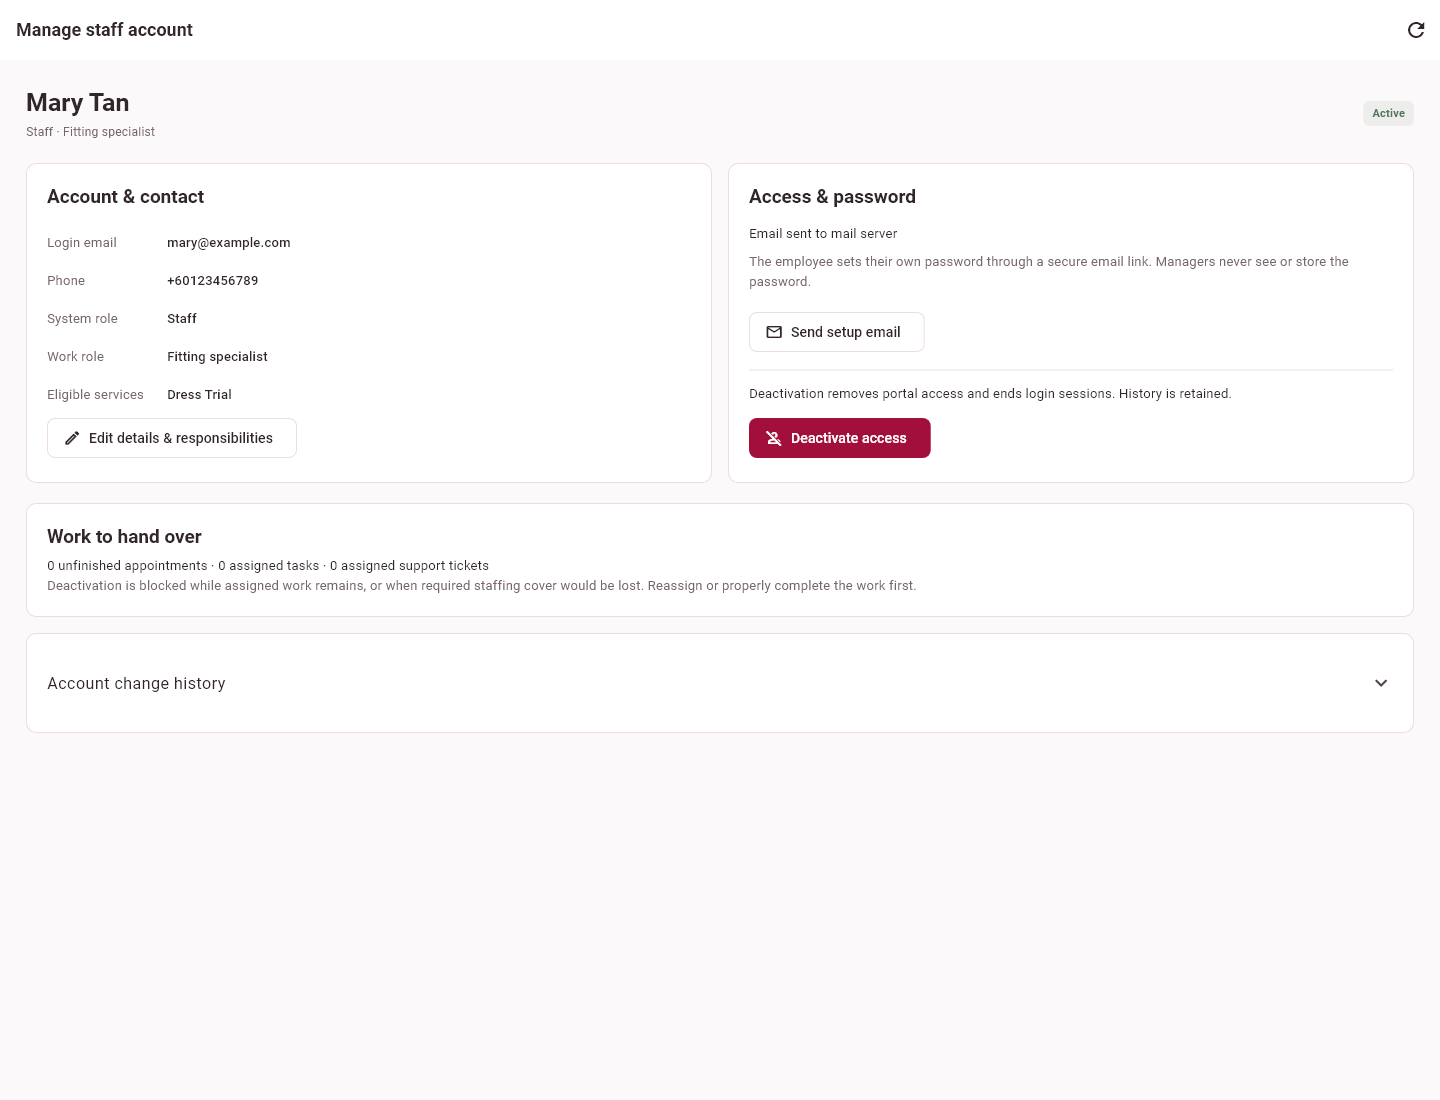 Manage staff account
Mary Tan
Staff · Fitting specialist
Active
Account & contact
Login email mary@example.com
Phone +60123456789
System role Staff
Work role Fitting specialist
Eligible services Dress Trial
Edit details & responsibilities
Access & password
Email sent to mail server
The employee sets their own password through a secure email link. Managers never see or store the
password.
Send setup email
Deactivation removes portal access and ends login sessions. History is retained.
Deactivate access
Work to hand over
0 unfinished appointments · 0 assigned tasks · 0 assigned support tickets
Deactivation is blocked while assigned work remains, or when required staffing cover would be lost. Reassign or properly complete the work first.
Account change history